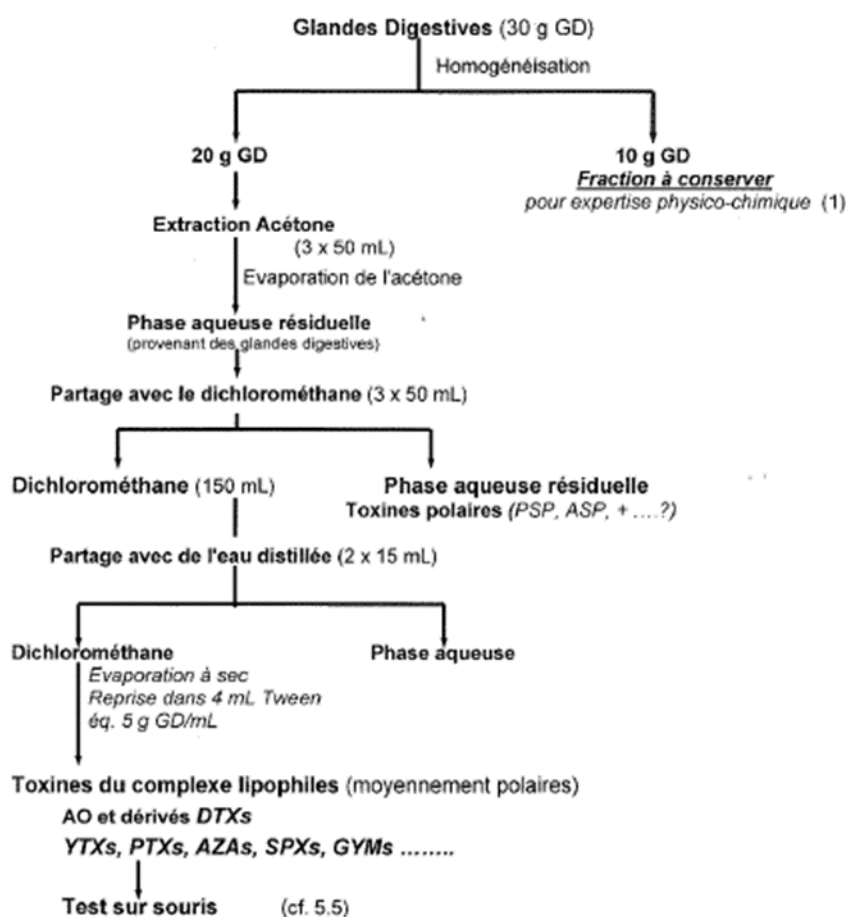 Glandes Digestives (30 g GD)
Homogénéisation
20 g GD
10 g GD
Fraction à conserver
pour expertise physico-chimique (1)
Extraction Acétone
(3 x 50 mL)
Evaporation de l'acétone
Phase aqueuse résiduelle
(provenant des glandes digestives)
Partage avec le dichlorométhane (3 x 50 mL)
Dichlorométhane (150 mL)
Phase aqueuse résiduelle
Toxines polaires (PSP, ASP, + ....?)
Partage avec de l'eau distillée (2 x 15 mL)
Dichlorométhane
Phase aqueuse
Evaporation à sec
Reprise dans 4 mL Tween
éq. 5 g GD/mL
Toxines du complexe lipophiles (moyennement polaires)
AO et dérivés DTXs
YTXs, PTXs, AZAs, SPXs, GYMs ........
Test sur souris (cf. 5.5)